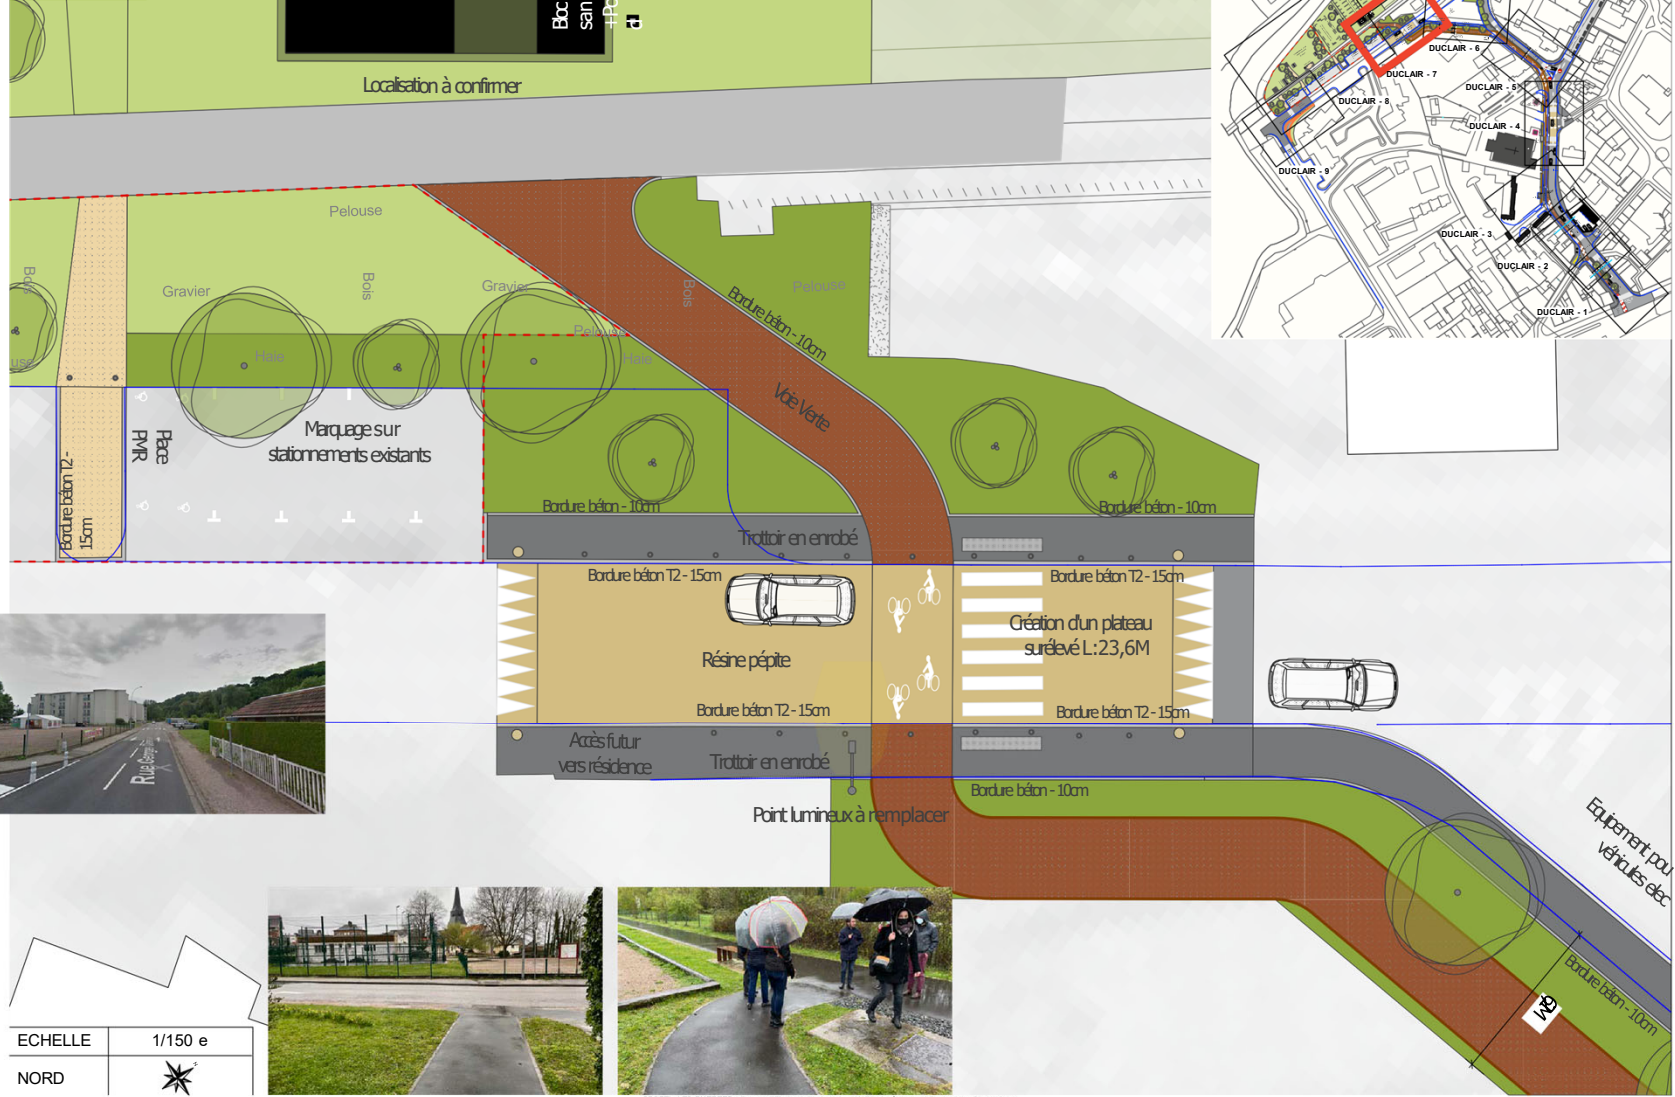 Bloc
san
+Po
Localisation à confirmer
DUCLAIR - 6
DUCLAIR - 7
DUCLAIR - 5
DUCLAIR - 8
DUCLAIR - 4
DUCLAIR - 9
DUCLAIR - 3
DUCLAIR - 2
DUCLAIR - 1
Pelouse
Bois
Gravier
Bois
Gravier
Bois
Pelouse
Bordure béton - 10cm
Pelouse
Haie
Haie
use
Voie Verte
Place
PMR
Marquage sur
stationnements existants
Bordure béton T2 -
15cm
Bordure béton - 10cm
Bordure béton - 10cm
Trottoir en enrobé
Bordure béton T2 - 15cm
Bordure béton T2 - 15cm
Création d'un plateau
surélevé L:23,6M
Résine pépite
Bordure béton T2 - 15cm
Bordure béton T2 - 15cm
Accès futur
vers résidence
Trottoir en enrobé
Bordure béton - 10cm
Point lumineux à remplacer
Equipement pou
véhicules elec
Bordure béton - 10cm
ECHELLE
1/150 e
NORD